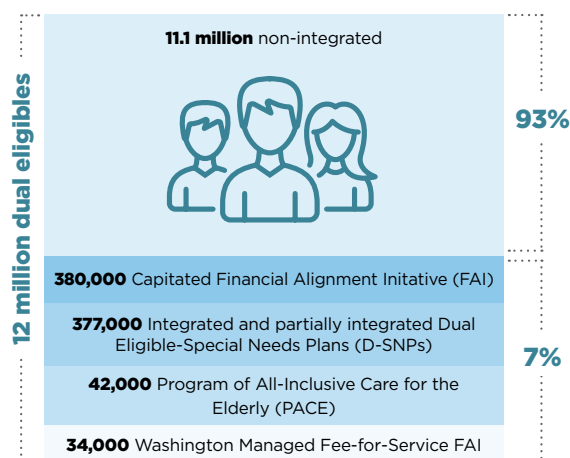 12 million dual eligibles
11.1 million non-integrated
93%
380,000 Capitated Financial Alignment Initative (FAI)
377,000 Integrated and partially integrated Dual
Eligible-Special Needs Plans (D-SNPs)
7%
42,000 Program of All-Inclusive Care for the
Elderly (PACE)
34,000 Washington Managed Fee-for-Service FAI